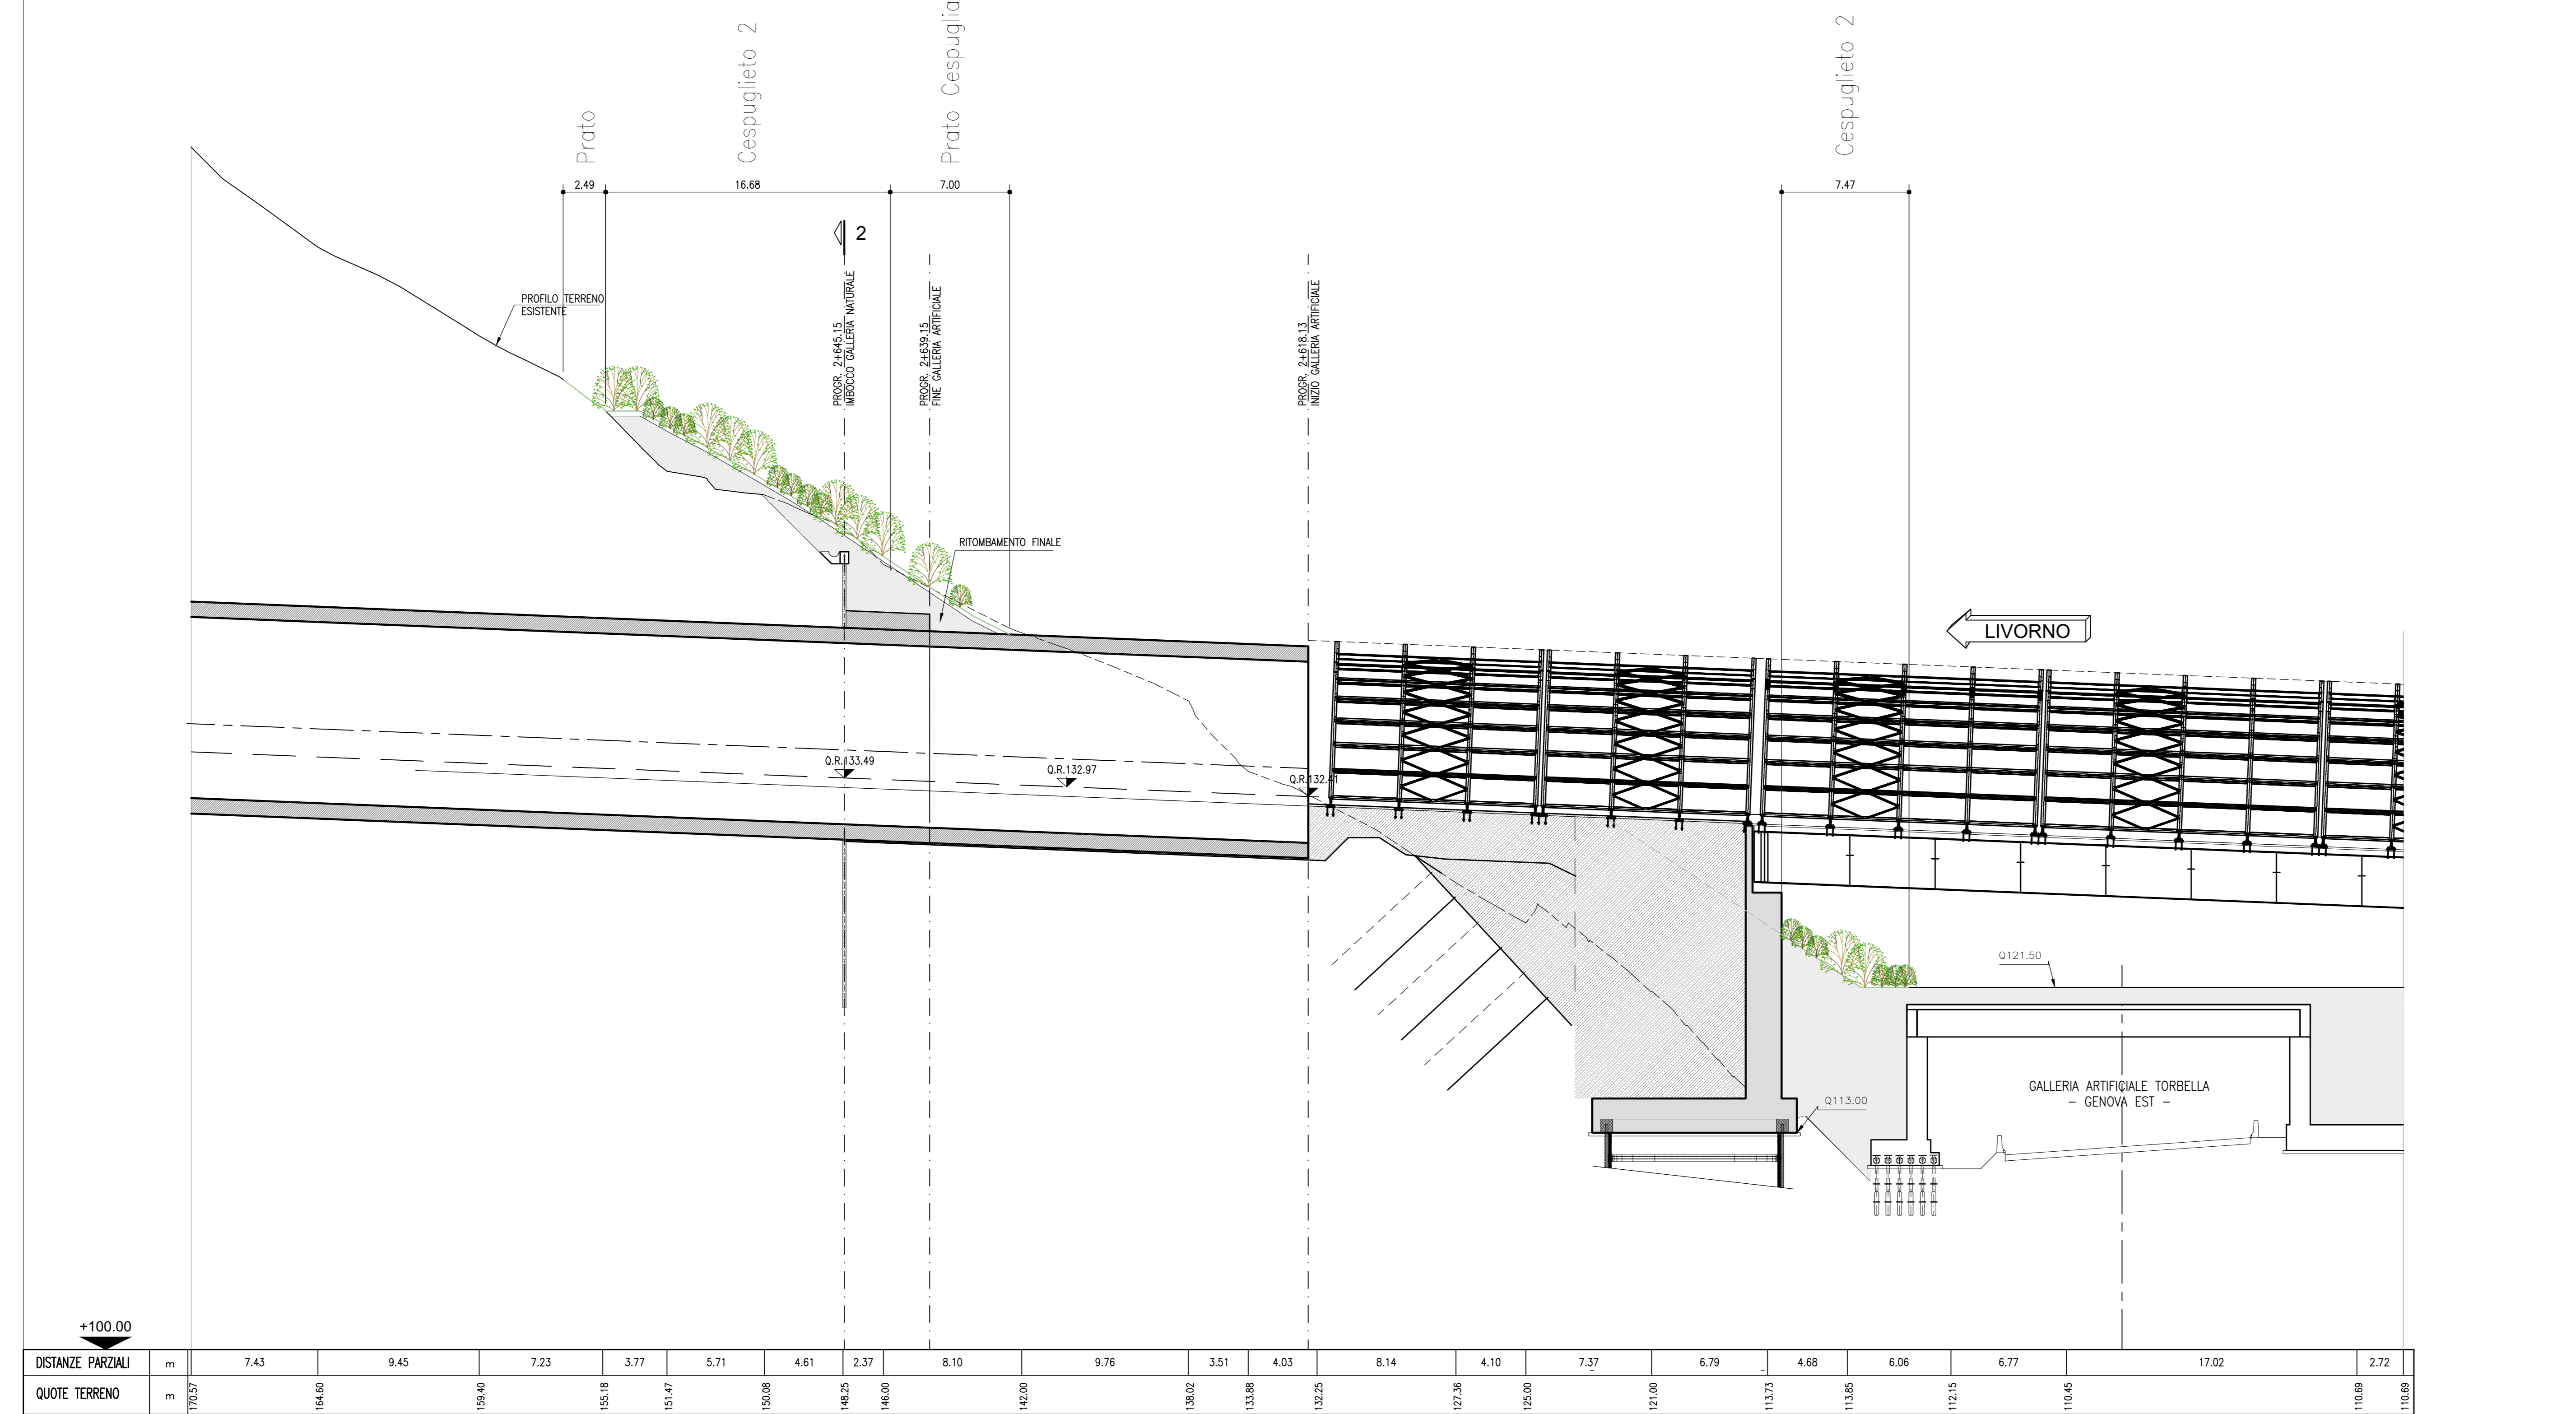 Prato
Cespuglieto 2
Prato Cespuglia
Cespuglieto 2
2.49
16.68
7.00
7.47
2
PROFILO TERRENO
ESISTENTE
PROGR. 2+645.15
IMBOCCO GALLERIA NATURALE
PROGR. 2+639.15
FINE GALLERIA ARTIFICIALE
PROGR. 2+618.13
INIZIO GALLERIA ARTIFICIALE
RITOMBAMENTO FINALE
LIVORNO
Q.R.133.49
Q.R.132.97
Q.R.132.41
Q121.50
GALLERIA ARTIFICIALE TORBELLA
- GENOVA EST -
Q113.00
+100.00
DISTANZE PARZIALI m 7.43 9.45 7.23 3.77 5.71 4.61 2.37 8.10 9.76 3.51 4.03 8.14 4.10 7.37 6.79 4.68 6.06 6.77 17.02 2.72
QUOTE TERRENO m 170.57 164.60 159.40 155.18 151.47 150.08 148.25 146.00 142.00 138.02 133.88 132.25 127.36 125.00 121.00 113.73 113.85 112.15 110.45 110.69 110.69